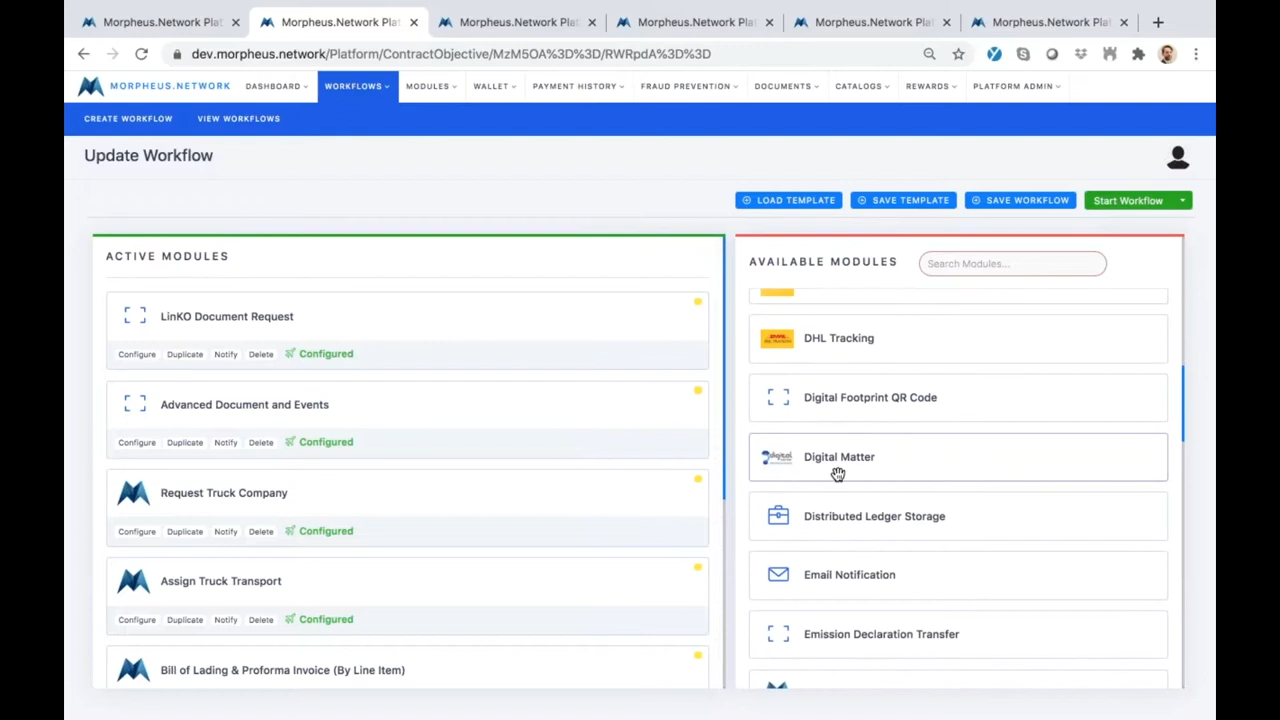 Morpheus.Network Plat
Morpheus.Network Plat
Morpheus.Network Plat
Morpheus.Network Plat
Morpheus.Network Plat
Morpheus.Network Plat
dev.morpheus.network/Platform/ContractObjective/MzM5OA%3D%3D/RWRpdA%3D%3D
MORPHEUS.NETWORK DASHBOARD WORKFLOWS MODULES WALLET PAYMENT HISTORY FRAUD PREVENTION DOCUMENTS CATALOGS REWARDS PLATFORM ADMIN
CREATE WORKFLOW VIEW WORKFLOWS
Update Workflow
LOAD TEMPLATE SAVE TEMPLATE SAVE WORKFLOW Start Workflow
ACTIVE MODULES
LinKO Document Request
Configure Duplicate Notify Delete Configured
Advanced Document and Events
Configure Duplicate Notify Delete Configured
Request Truck Company
Configure Duplicate Notify Delete Configured
Assign Truck Transport
Configure Duplicate Notify Delete Configured
Bill of Lading & Proforma Invoice (By Line Item)
AVAILABLE MODULES Search Modules...
DHL Tracking
Digital Footprint QR Code
digital Digital Matter
Distributed Ledger Storage
Email Notification
Emission Declaration Transfer